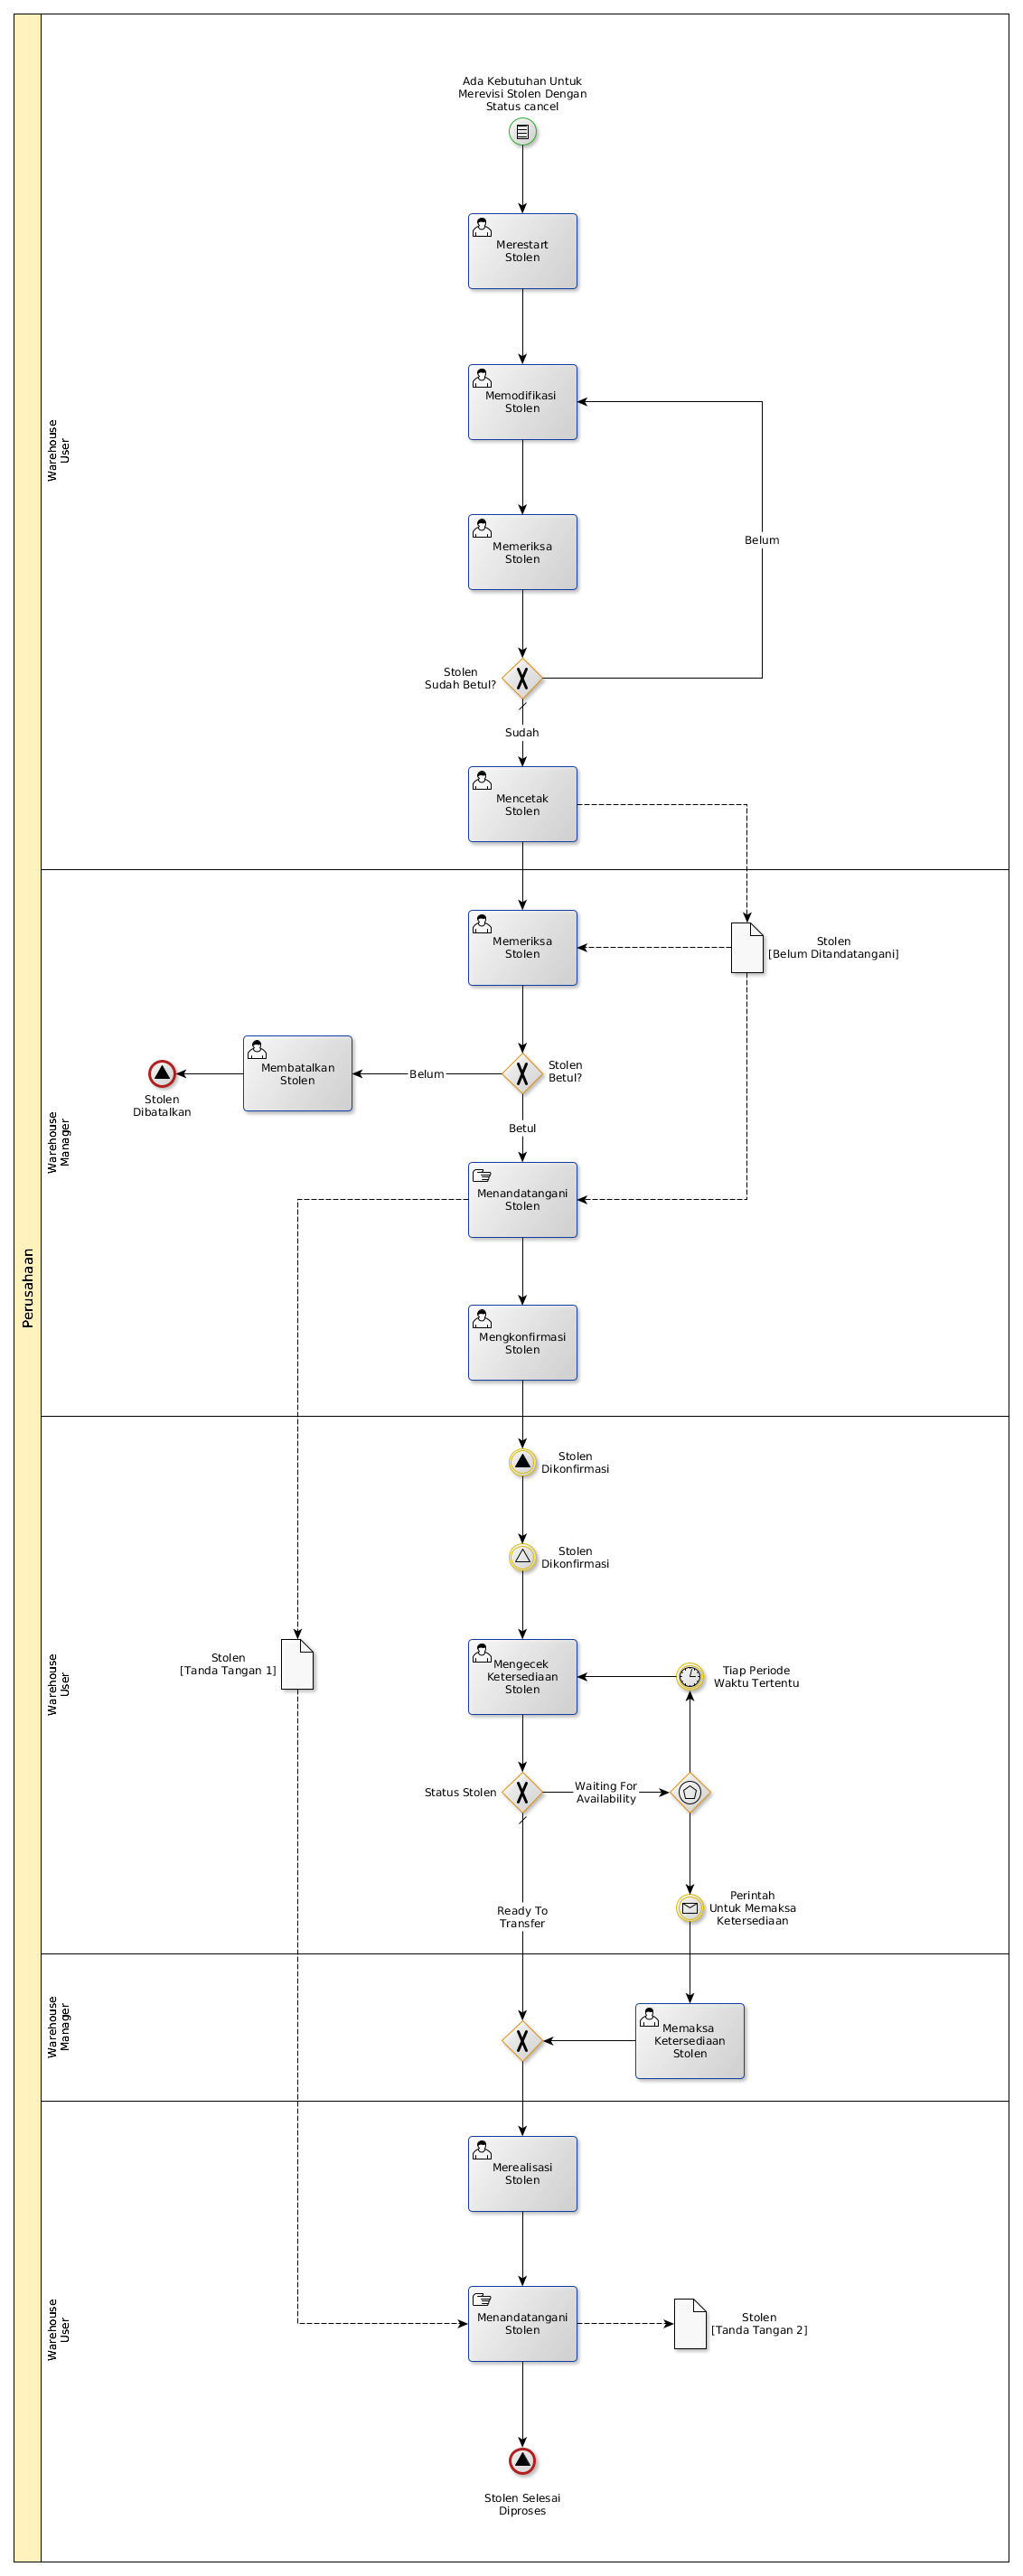 Ada Kebutuhan Untuk
Merevisi Stolen Dengan
Status cancel
Merestart
Stolen
Memodifikasi
Stolen
Warehouse
User
Memeriksa
Stolen
Belum
Stolen
Sudah Betul?
Sudah
Mencetak
Stolen
Memeriksa
Stolen
Stolen
[Belum Ditandatangani]
Membatalkan
Stolen
Belum
Stolen
Betul?
Stolen
Dibatalkan
Betul
Warehouse
Manager
Menandatangani
Stolen
Perusahaan
Mengkonfirmasi
Stolen
Stolen
Dikonfirmasi
Stolen
Dikonfirmasi
Stolen
[Tanda Tangan 1]
Mengecek
Ketersediaan
Stolen
Tiap Periode
Waktu Tertentu
Warehouse
User
Status Stolen
Waiting For
Availability
Ready To
Transfer
Perintah
Untuk Memaksa
Ketersediaan
Warehouse
Manager
Memaksa
Ketersediaan
Stolen
Merealisasi
Stolen
Warehouse
User
Menandatangani
Stolen
Stolen
[Tanda Tangan 2]
Stolen Selesai
Diproses